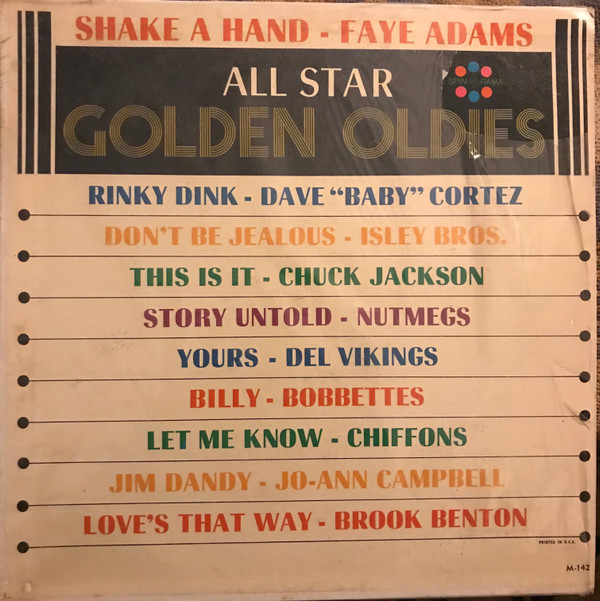 SHAKE A HAND - FAYE ADAMS
ALL STAR
SPIN RAMA
GOLDEN OLDIES
RINKY DINK - DAVE “BABY” CORTEZ
DON'T BE JEALOUS - ISLEY BROS.
THIS IS IT - CHUCK JACKSON
STORY UNTOLD - NUTMEGS
YOURS - DEL VIKINGS
BILLY - BOBBETTES
LET ME KNOW - CHIFFONS
JIM DANDY - JO-ANN CAMPBELL
LOVE'S THAT WAY - BROOK BENTON
PRINTED IN U.S.A.
M-142